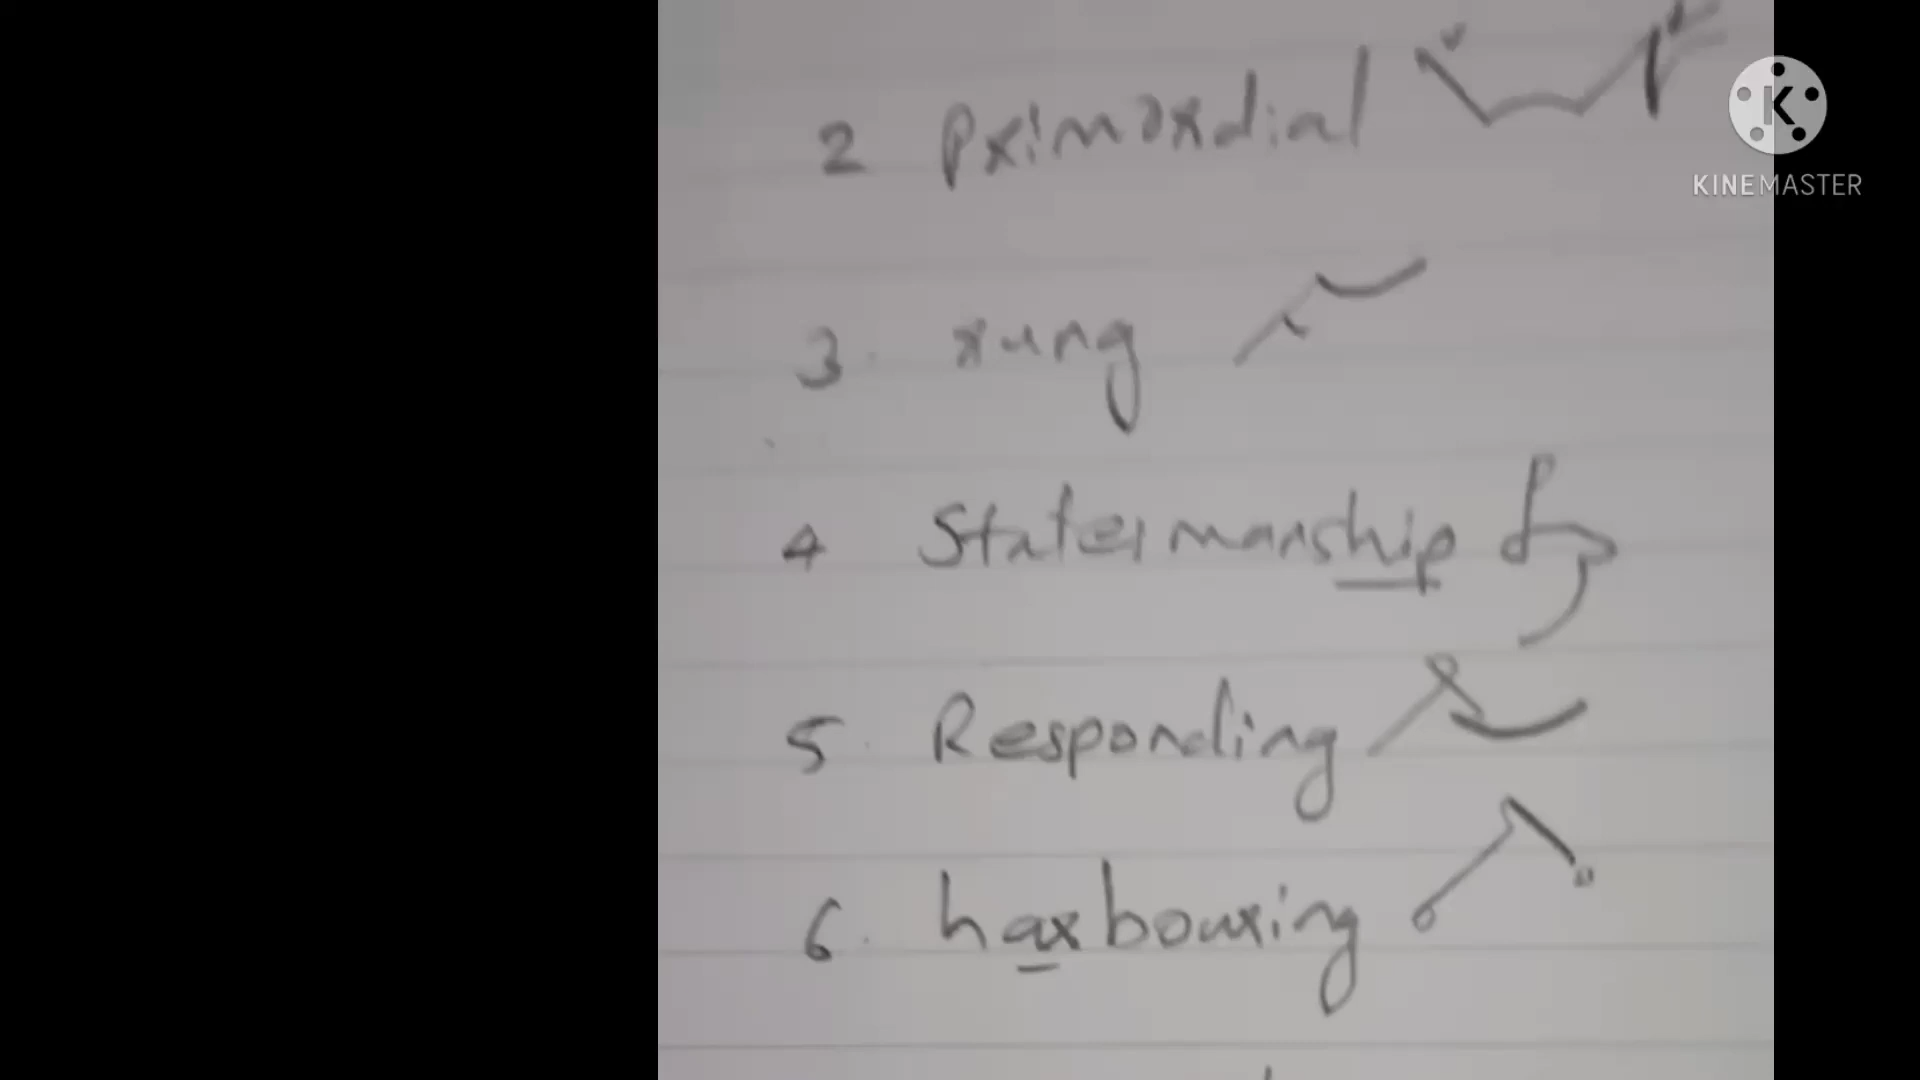 2 Primordial
KINEMASTER
3. rung
4 Statesmanship
5. Responding
6. harbouring